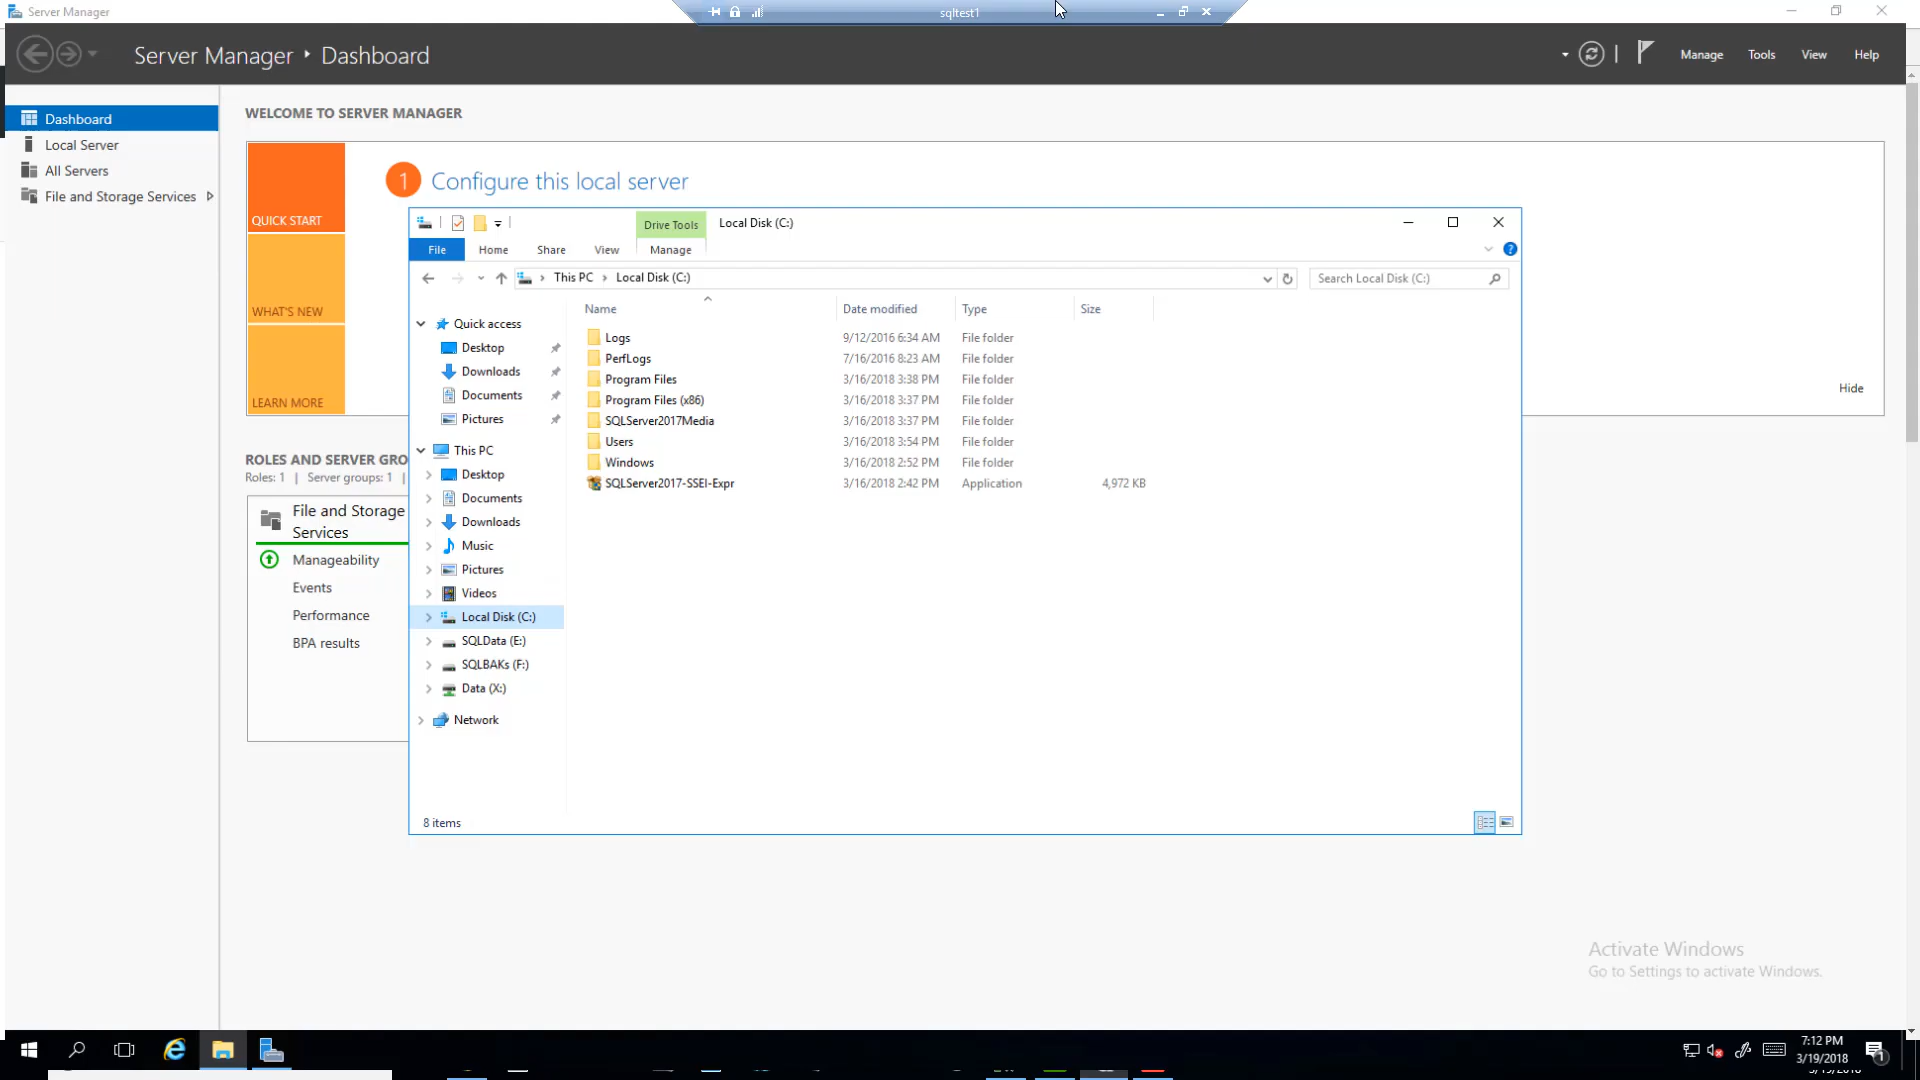 Server Manager
sqltest1
Server Manager
Dashboard
Manage
Tools
View
Help
Dashboard
Local Server
All Servers
File and Storage Services
WELCOME TO SERVER MANAGER
QUICK START
WHAT'S NEW
LEARN MORE
1
Configure this local server
Hide
ROLES AND SERVER GRO
Roles: 1 | Server groups: 1 |
File and Storage
Services
Manageability
Events
Performance
BPA results
Drive Tools
Local Disk (C:)
File
Home
Share
View
Manage
This PC
Local Disk (C:)
Search Local Disk (C:)
Quick access
Desktop
Downloads
Documents
Pictures
This PC
Desktop
Documents
Downloads
Music
Pictures
Videos
Local Disk (C:)
SQLData (E:)
SQLBAKs (F:)
Data (X:)
Network
Name Date modified Type Size
Logs 9/12/2016 6:34 AM File folder
PerfLogs 7/16/2016 8:23 AM File folder
Program Files 3/16/2018 3:38 PM File folder
Program Files (x86) 3/16/2018 3:37 PM File folder
SQLServer2017Media 3/16/2018 3:37 PM File folder
Users 3/16/2018 3:54 PM File folder
Windows 3/16/2018 2:52 PM File folder
SQLServer2017-SSEI-Expr 3/16/2018 2:42 PM Application 4,972 KB
8 items
Activate Windows
Go to Settings to activate Windows.
7:12 PM
3/19/2018
1